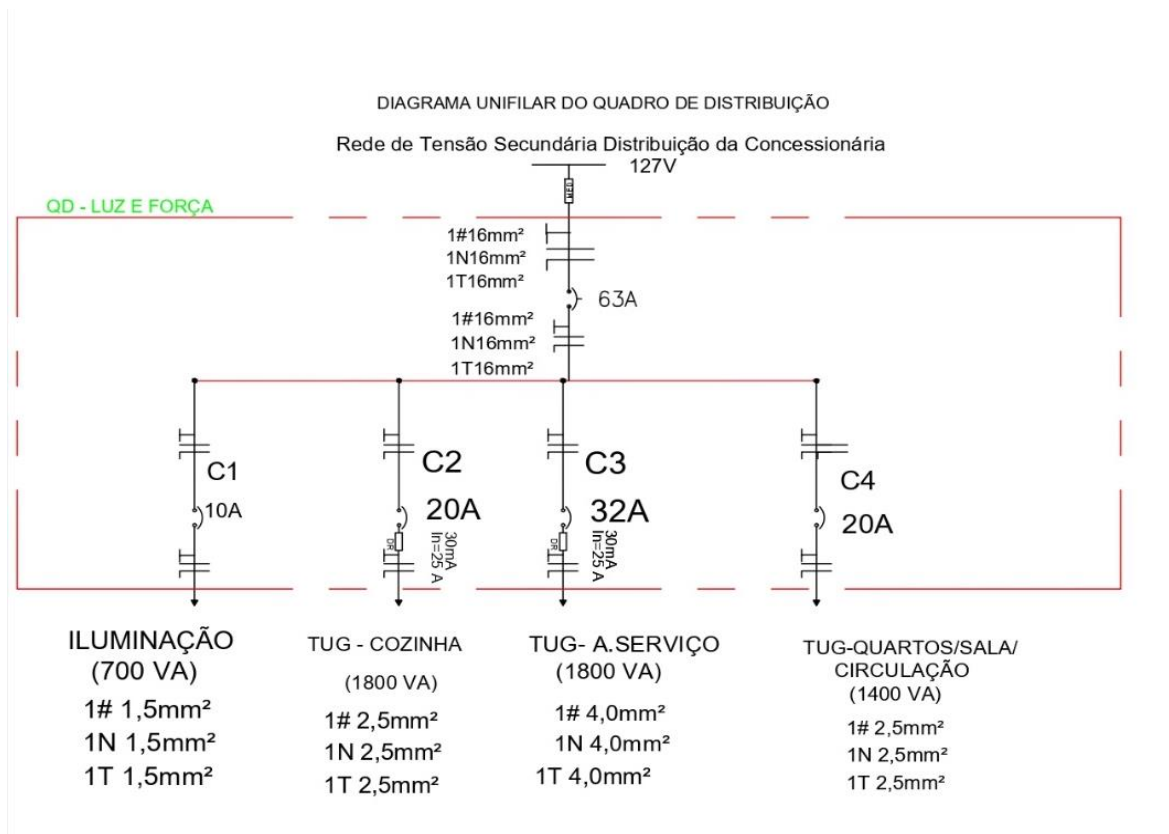 DIAGRAMA UNIFILAR DO QUADRO DE DISTRIBUIÇÃO
Rede de Tensão Secundária Distribuição da Concessionária
127V
MED
QD - LUZ E FORÇA
1#16mm²
1N16mm²
1T16mm²
63A
1#16mm²
1N16mm²
1T16mm²
C1
10A
C2
20A
DR
30mA
In=25 A
C3
32A
DR
30mA
In=25 A
C4
20A
ILUMINAÇÃO
(700 VA)
1# 1,5mm²
1N 1,5mm²
1T 1,5mm²
TUG - COZINHA
(1800 VA)
1# 2,5mm²
1N 2,5mm²
1T 2,5mm²
TUG- A.SERVIÇO
(1800 VA)
1# 4,0mm²
1N 4,0mm²
1T 4,0mm²
TUG-QUARTOS/SALA/
CIRCULAÇÃO
(1400 VA)
1# 2,5mm²
1N 2,5mm²
1T 2,5mm²